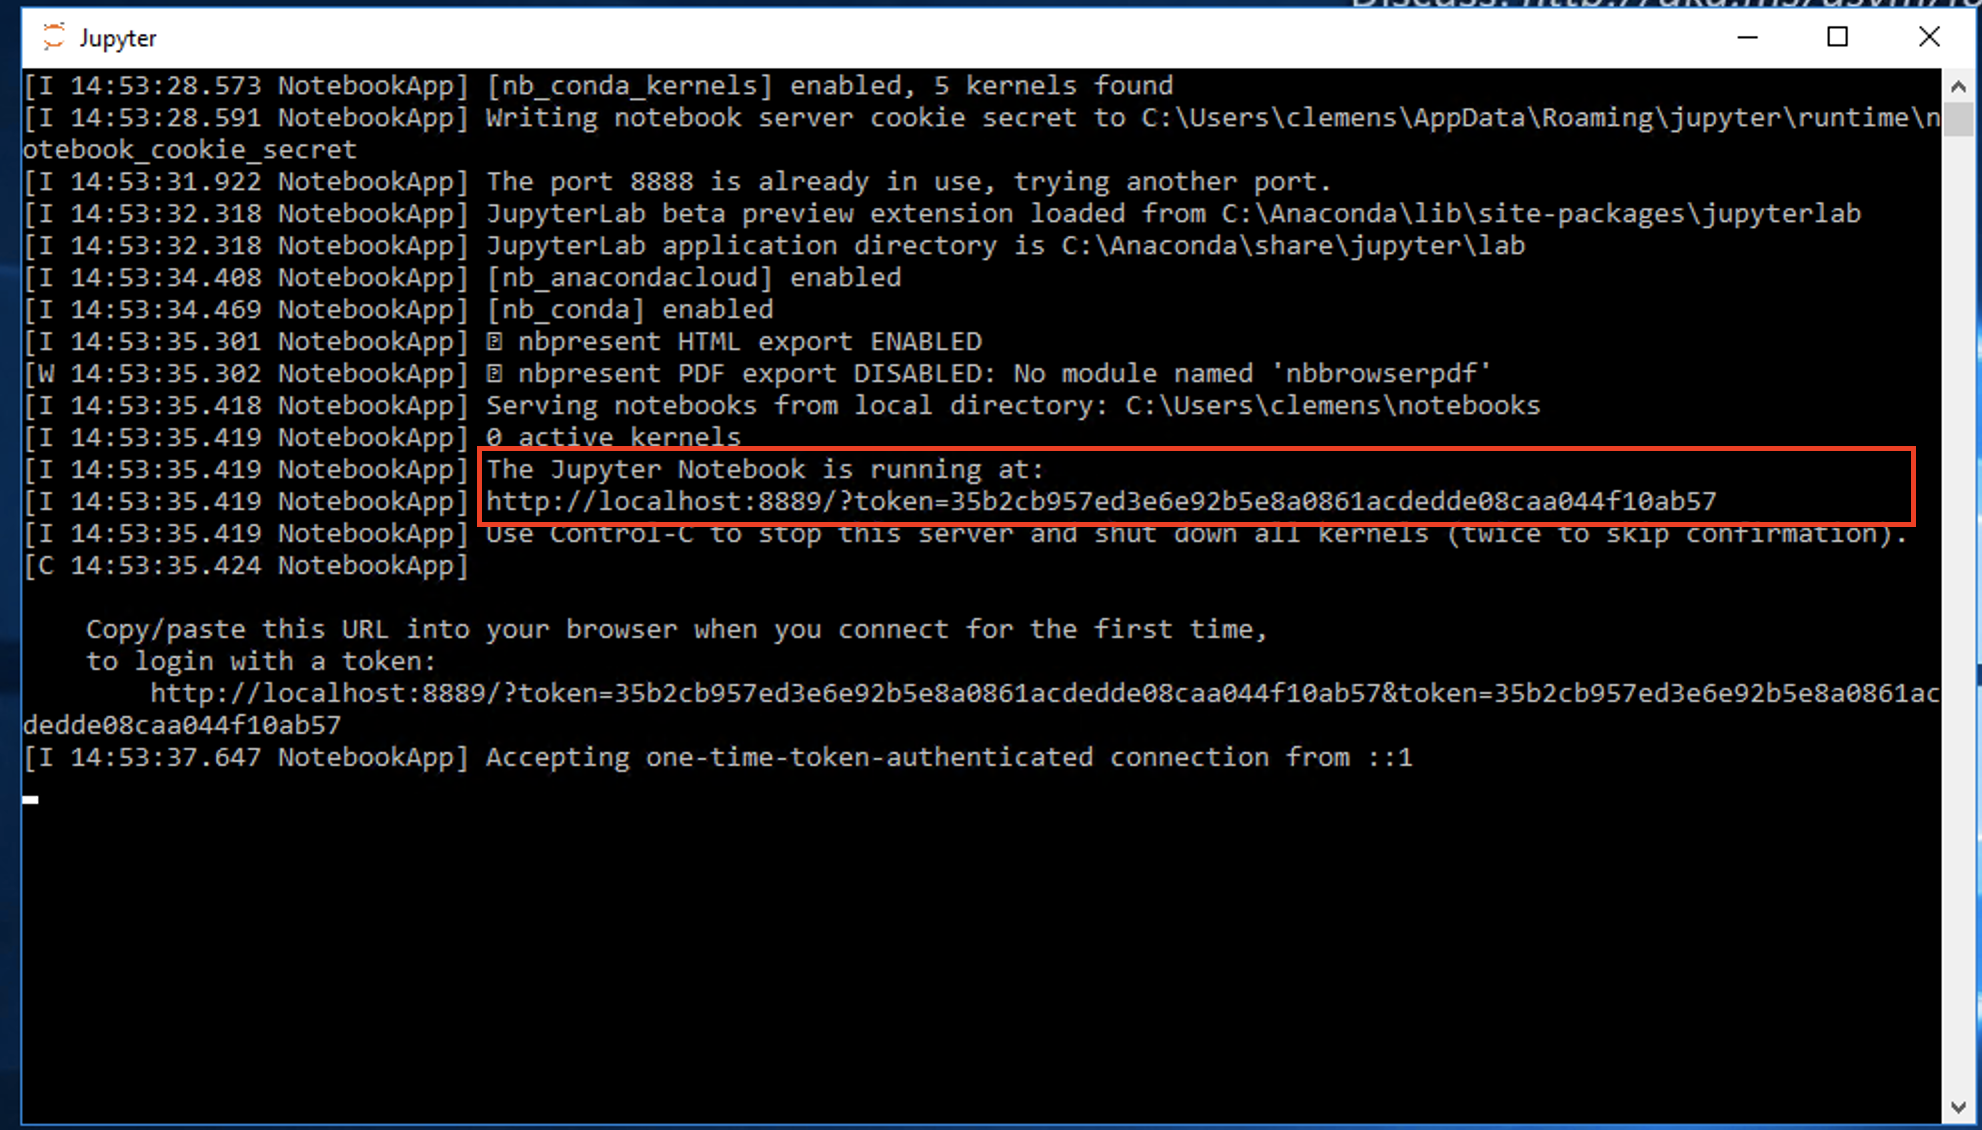 Jupyter
[I 14:53:28.573 NotebookApp] [nb_conda_kernels] enabled, 5 kernels found
[I 14:53:28.591 NotebookApp] Writing notebook server cookie secret to C:\Users\clemens\AppData\Roaming\jupyter\runtime\n
otebook_cookie_secret
[I 14:53:31.922 NotebookApp] The port 8888 is already in use, trying another port.
[I 14:53:32.318 NotebookApp] JupyterLab beta preview extension loaded from C:\Anaconda\lib\site-packages\jupyterlab
[I 14:53:32.318 NotebookApp] JupyterLab application directory is C:\Anaconda\share\jupyter\lab
[I 14:53:34.408 NotebookApp] [nb_anacondacloud] enabled
[I 14:53:34.469 NotebookApp] [nb_conda] enabled
[I 14:53:35.301 NotebookApp] � nbpresent HTML export ENABLED
[W 14:53:35.302 NotebookApp] � nbpresent PDF export DISABLED: No module named 'nbbrowserpdf'
[I 14:53:35.418 NotebookApp] Serving notebooks from local directory: C:\Users\clemens\notebooks
[I 14:53:35.419 NotebookApp] 0 active kernels
[I 14:53:35.419 NotebookApp] The Jupyter Notebook is running at:
[I 14:53:35.419 NotebookApp] http://localhost:8889/?token=35b2cb957ed3e6e92b5e8a0861acdedde08caa044f10ab57
[I 14:53:35.419 NotebookApp] Use Control-C to stop this server and shut down all kernels (twice to skip confirmation).
[C 14:53:35.424 NotebookApp]
Copy/paste this URL into your browser when you connect for the first time,
to login with a token:
http://localhost:8889/?token=35b2cb957ed3e6e92b5e8a0861acdedde08caa044f10ab57&token=35b2cb957ed3e6e92b5e8a0861ac
dedde08caa044f10ab57
[I 14:53:37.647 NotebookApp] Accepting one-time-token-authenticated connection from ::1